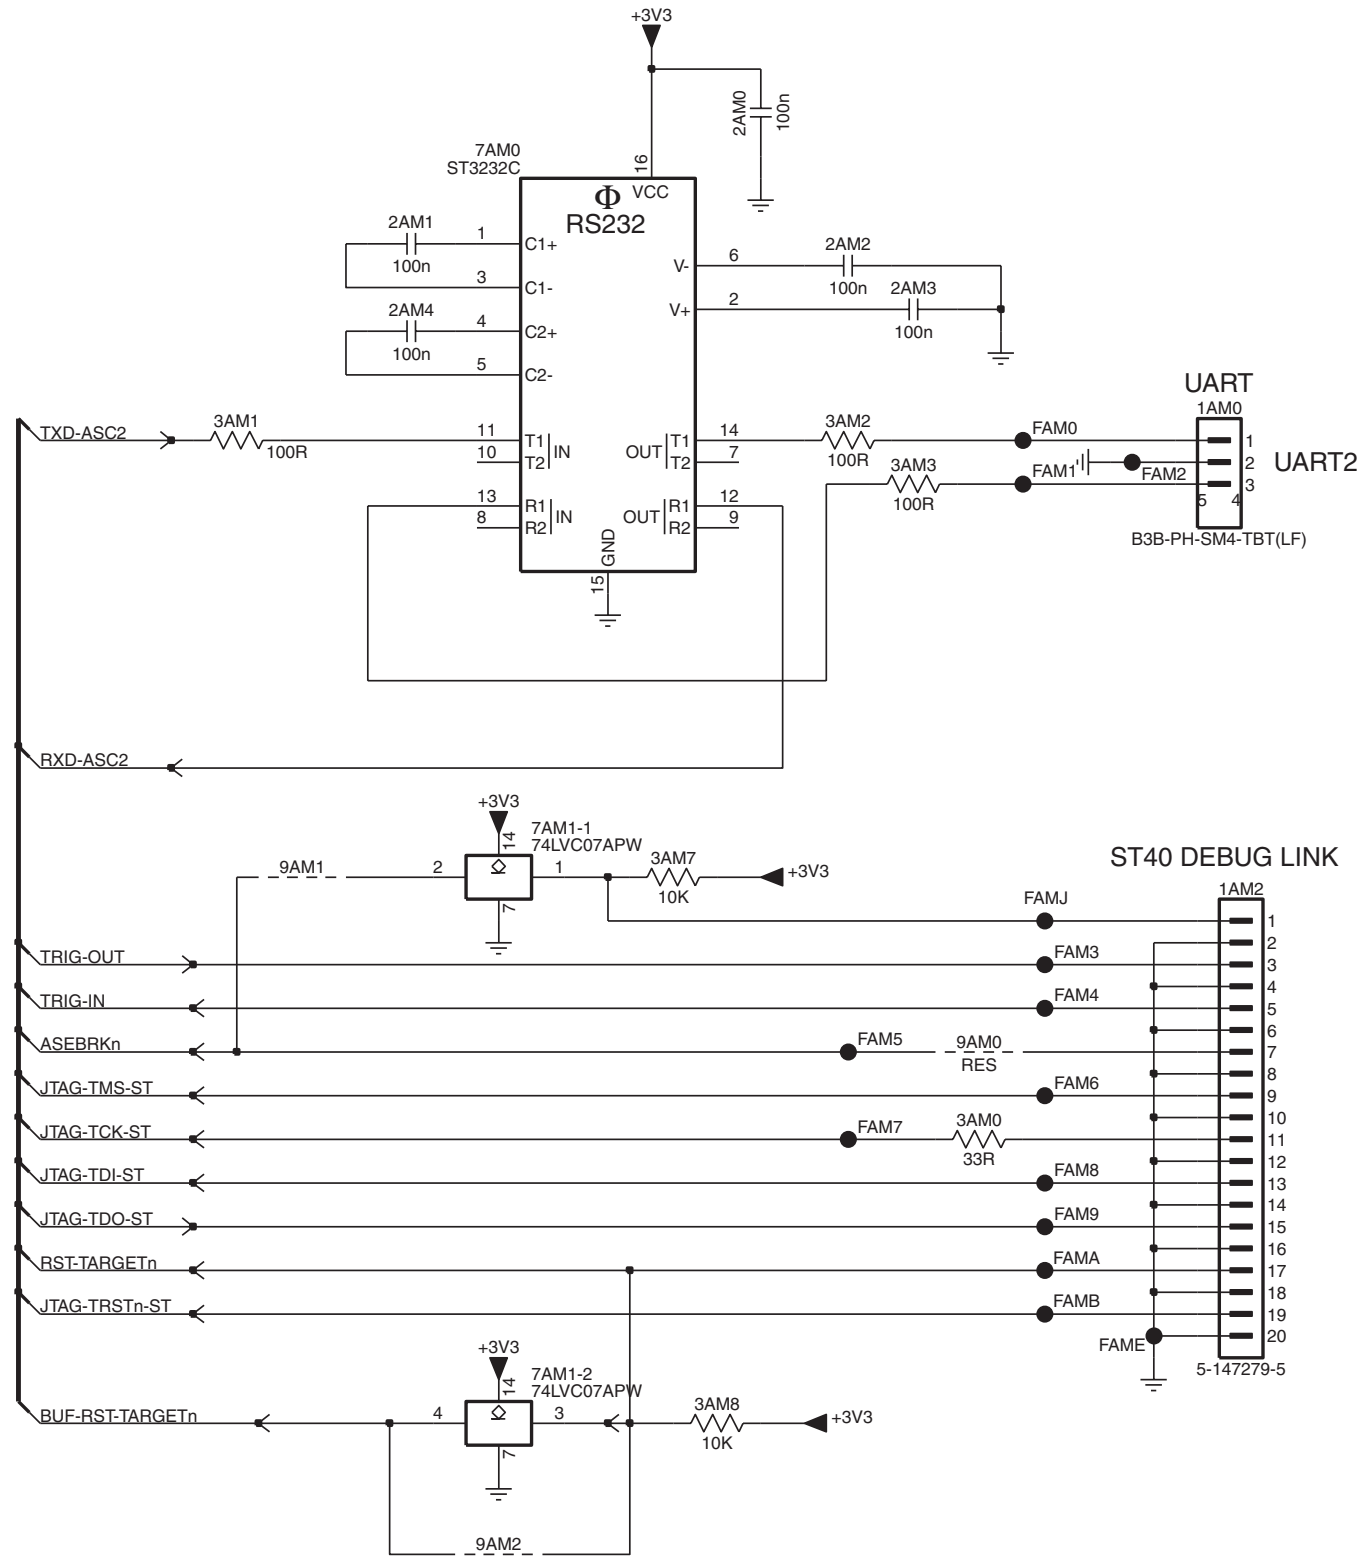 +3V3
2AM0
100n
7AM0
ST3232C
16
VCC
Φ
RS232
2AM1
100n
1
C1+
3
C1-
2AM4
100n
4
C2+
5
C2-
V-
6
2AM2
100n
V+
2
2AM3
100n
UART
1AM0
TXD-ASC2
3AM1
100R
11
T1
10
T2
IN
OUT
T1
14
T2
7
3AM2
100R
FAM0
1
FAM2
2
UART2
13
R1
8
R2
IN
OUT
R1
12
R2
9
3AM3
100R
FAM1
3
5 4
B3B-PH-SM4-TBT(LF)
GND
15
RXD-ASC2
+3V3
14
7AM1-1
74LVC07APW
9AM1
2
1
3AM7
10K
+3V3
7
ST40 DEBUG LINK
1AM2
FAMJ
1
2
TRIG-OUT
FAM3
3
4
TRIG-IN
FAM4
5
6
ASEBRKn
FAM5
9AM0
RES
7
8
JTAG-TMS-ST
FAM6
9
10
JTAG-TCK-ST
FAM7
3AM0
33R
11
12
JTAG-TDI-ST
FAM8
13
14
JTAG-TDO-ST
FAM9
15
16
RST-TARGETn
FAMA
17
18
JTAG-TRSTn-ST
FAMB
19
FAME
20
5-147279-5
+3V3
14
7AM1-2
74LVC07APW
BUF-RST-TARGETn
4
3
3AM8
10K
+3V3
7
9AM2